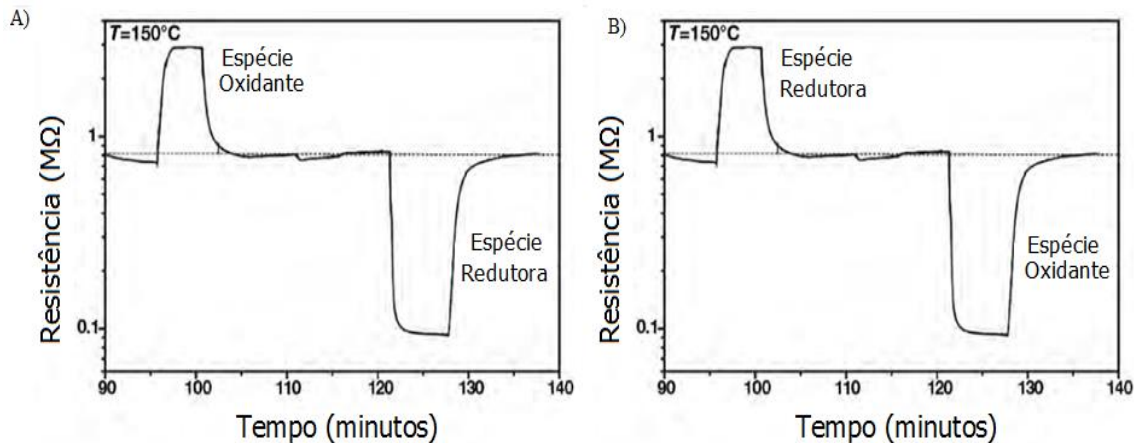 A)
T=150°C
Espécie
Oxidante
Espécie
Redutora
1
0.1
Resistência (MΩ)
90 100 110 120 130 140
Tempo (minutos)
B)
T=150°C
Espécie
Redutora
Espécie
Oxidante
1
0.1
Resistência (MΩ)
90 100 110 120 130 140
Tempo (minutos)